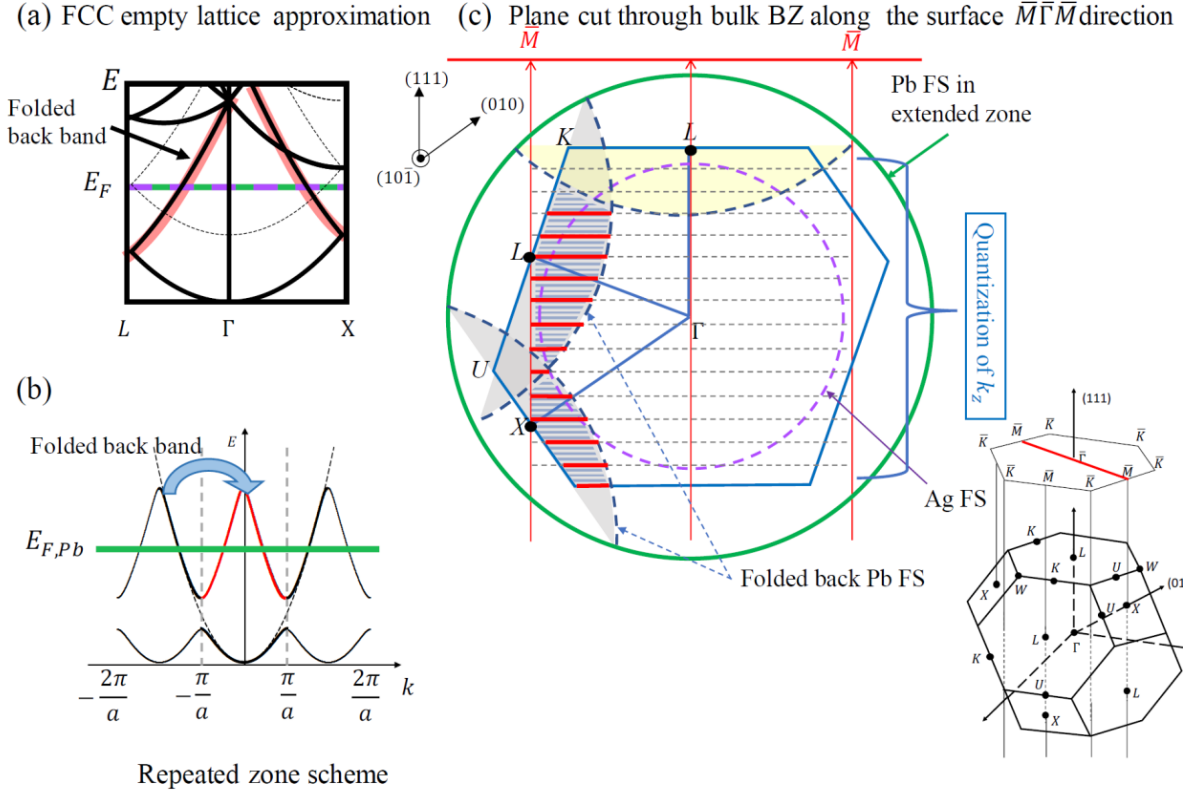 (a) FCC empty lattice approximation
E
Folded
back band
E_F
L Γ X
(b)
Folded back band
E
E_{F,Pb}
-2π/a -π/a π/a 2π/a k
Repeated zone scheme
(c) Plane cut through bulk BZ along the surface M̄Γ̄M̄ direction
M̄ M̄
(111)
(010)
(101̄)
Pb FS in
extended zone
K L
L
Γ
U
X
Quantization of k_z
Ag FS
Folded back Pb FS
(111)
K̄
M̄ K̄ K̄
Γ̄
K̄ M̄ K̄ M̄ K̄
K L
K U W
X W (01
U X
L Γ
K
U L
X